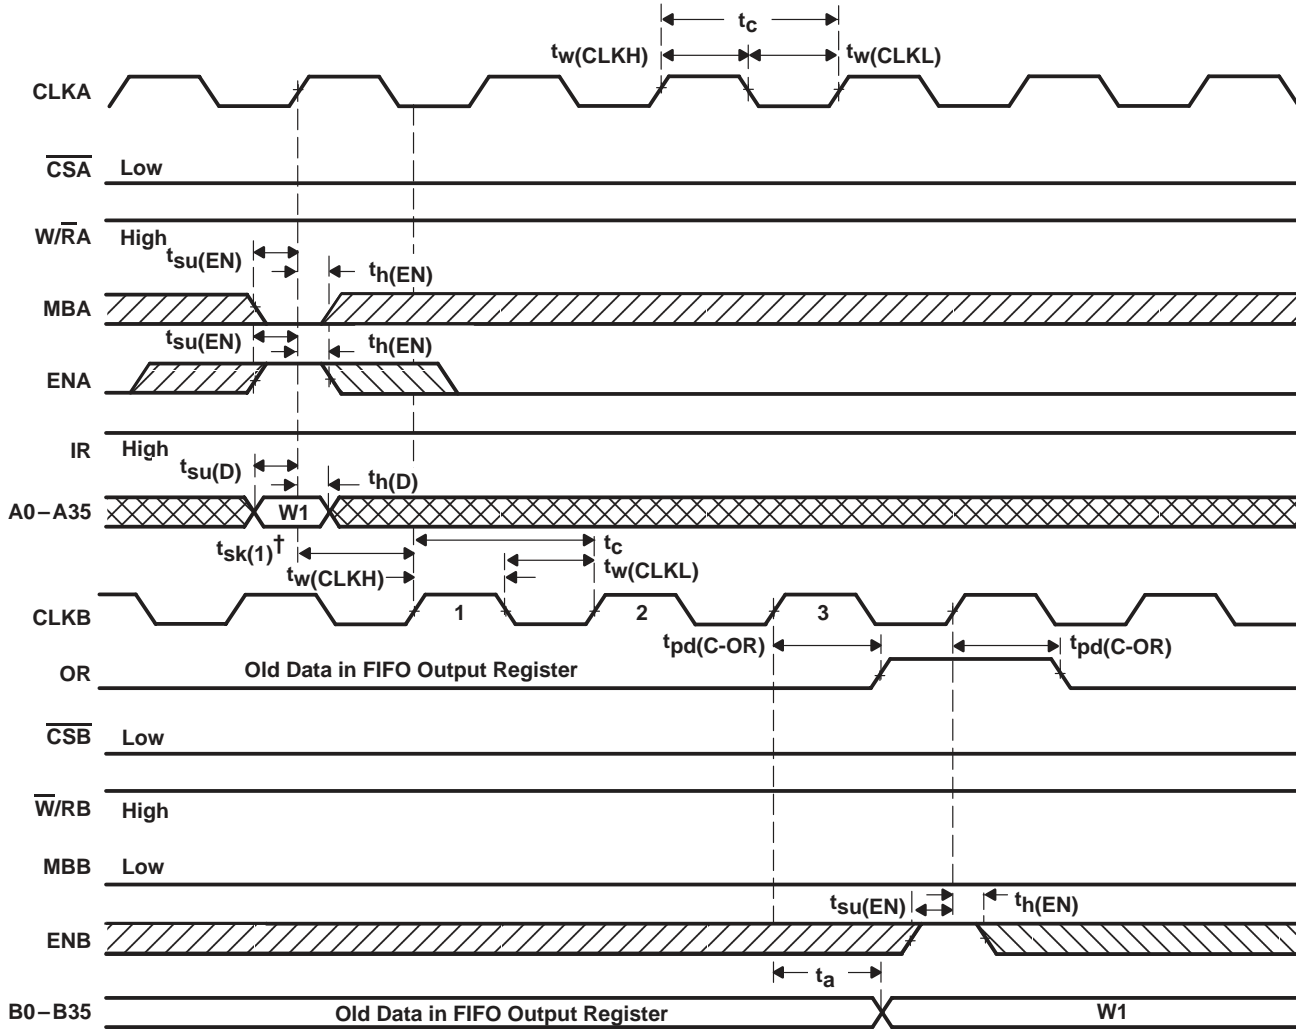 tc
tw(CLKH)
tw(CLKL)
CLKA
CSA
Low
W/RA
High
tsu(EN)
th(EN)
MBA
tsu(EN)
th(EN)
ENA
IR
High
tsu(D)
th(D)
A0–A35
W1
tsk(1)†
tc
tw(CLKH)
tw(CLKL)
CLKB
1
2
3
tpd(C-OR)
tpd(C-OR)
OR
Old Data in FIFO Output Register
CSB
Low
W/RB
High
MBB
Low
tsu(EN)
th(EN)
ENB
ta
B0–B35
Old Data in FIFO Output Register
W1